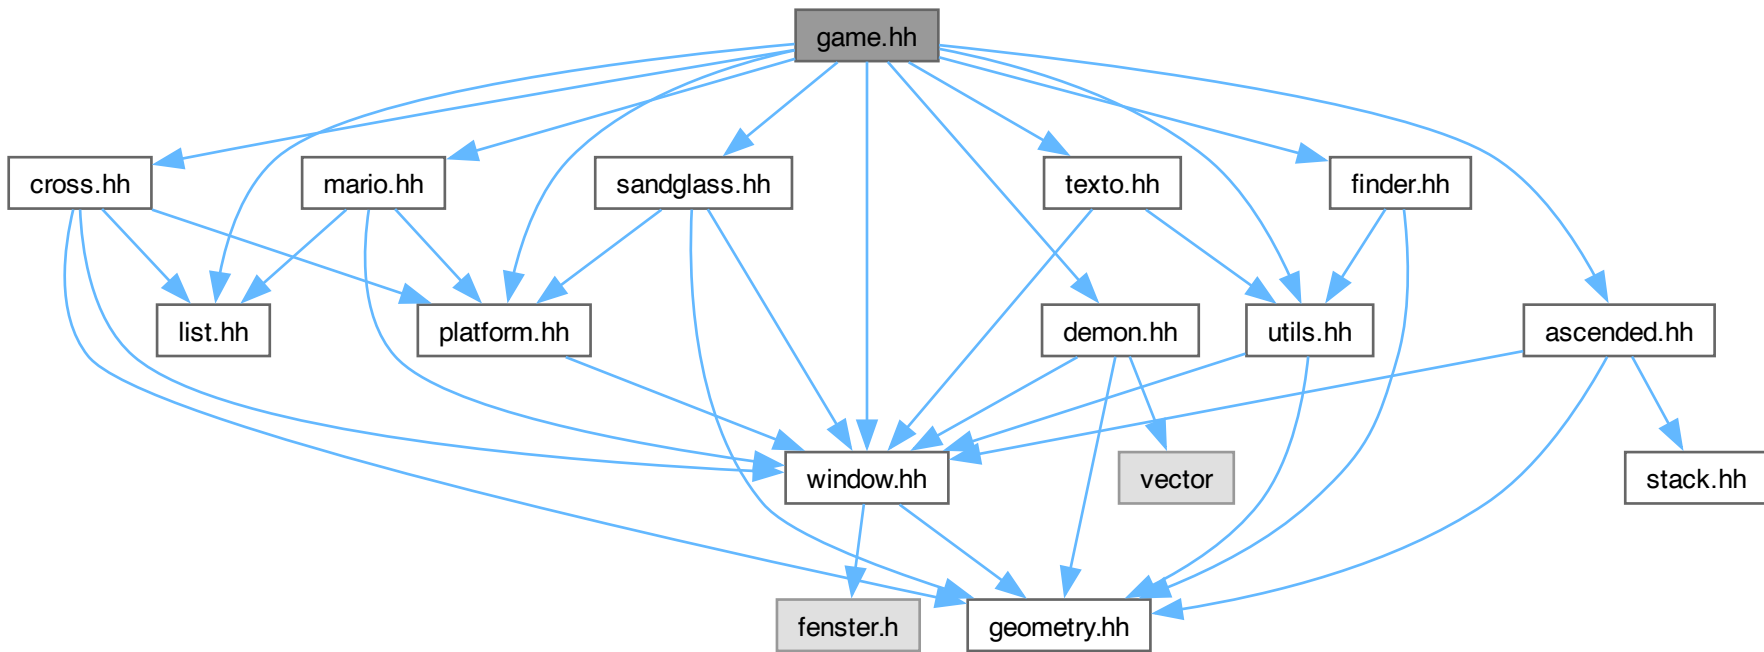 game.hh
cross.hh
mario.hh
sandglass.hh
texto.hh
finder.hh
list.hh
platform.hh
demon.hh
utils.hh
ascended.hh
window.hh
vector
stack.hh
fenster.h
geometry.hh